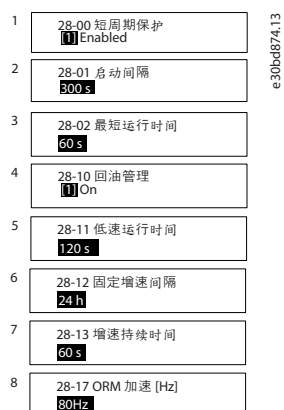 1
28-00 短周期保护
[1] Enabled
2
28-01 启动间隔
300 s
3
28-02 最短运行时间
60 s
4
28-10 回油管理
[1] On
5
28-11 低速运行时间
120 s
6
28-12 固定增速间隔
24 h
7
28-13 增速持续时间
60 s
8
28-17 ORM 加速 [Hz]
80Hz
e30bd874.13